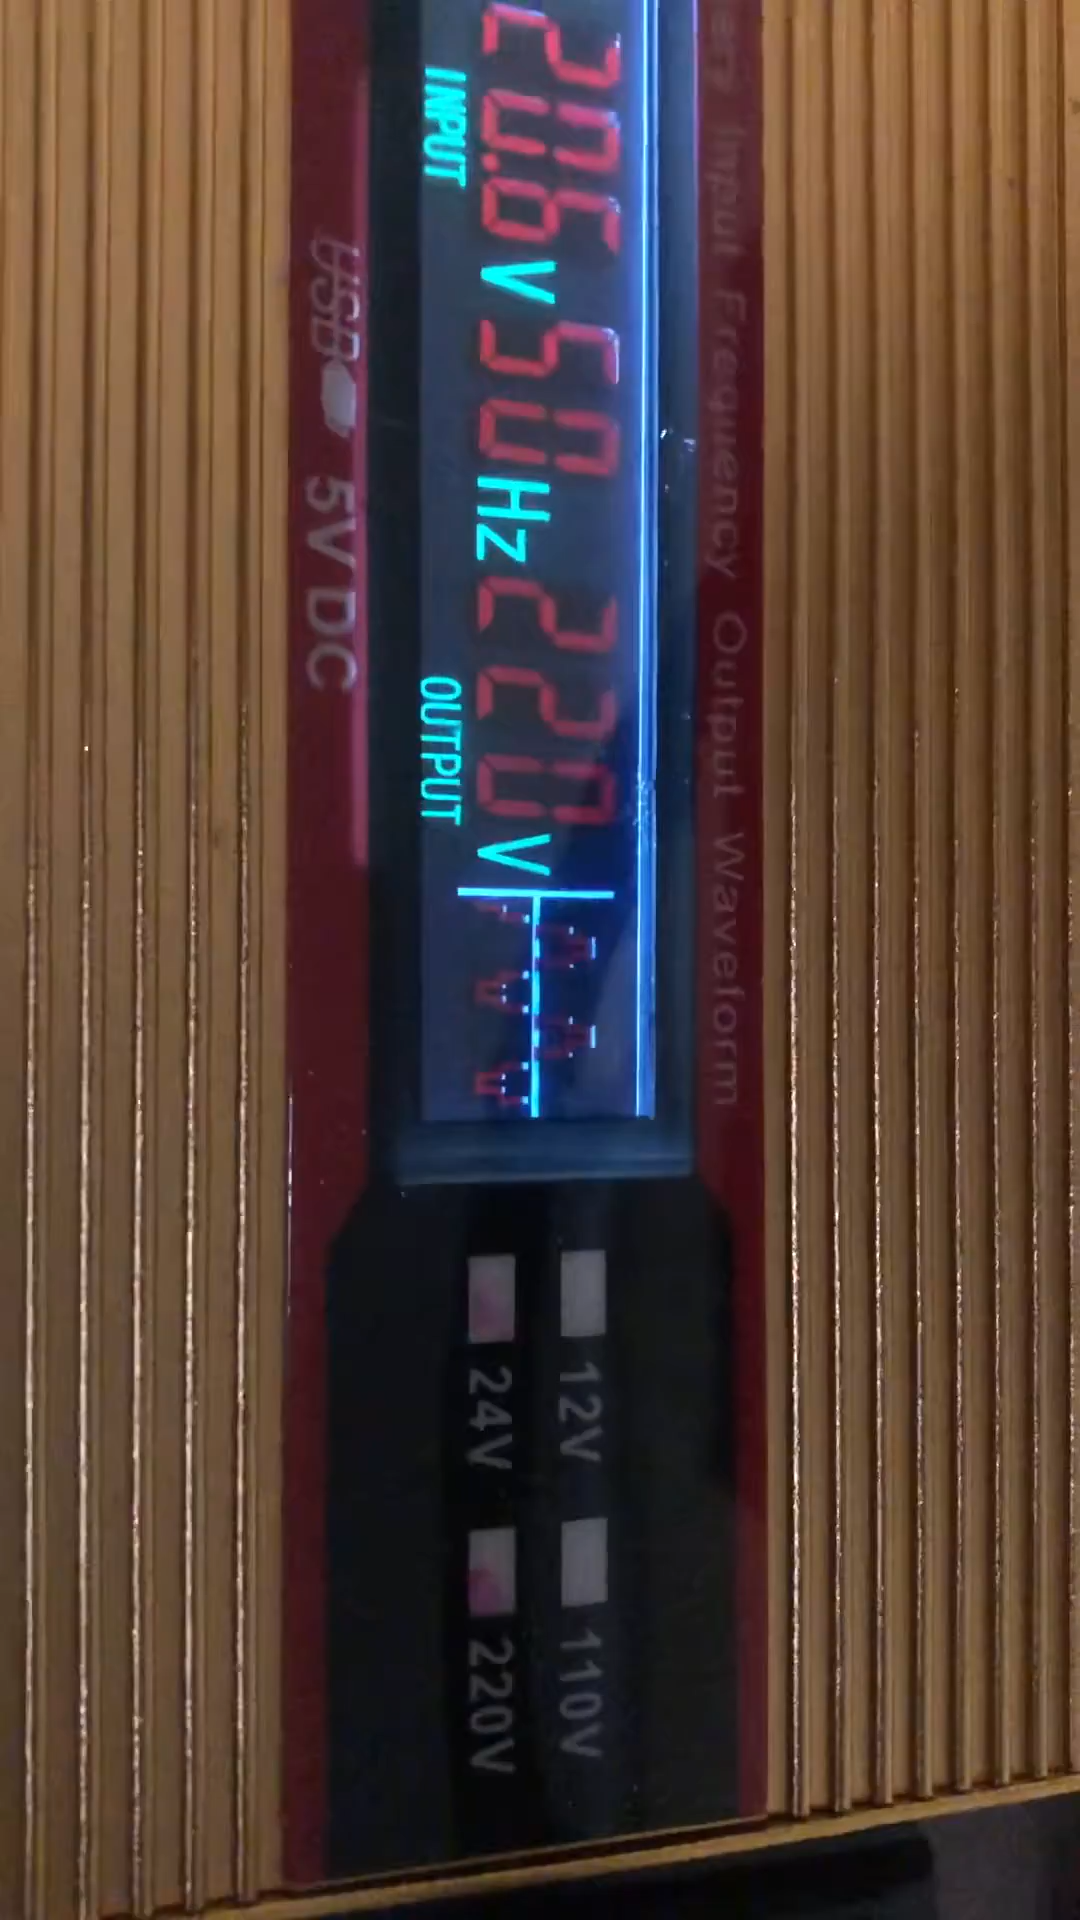 Input Frequency Output Waveform
20.6V 50Hz 220V
INPUT OUTPUT
USB 5V DC
12V 110V
24V 220V